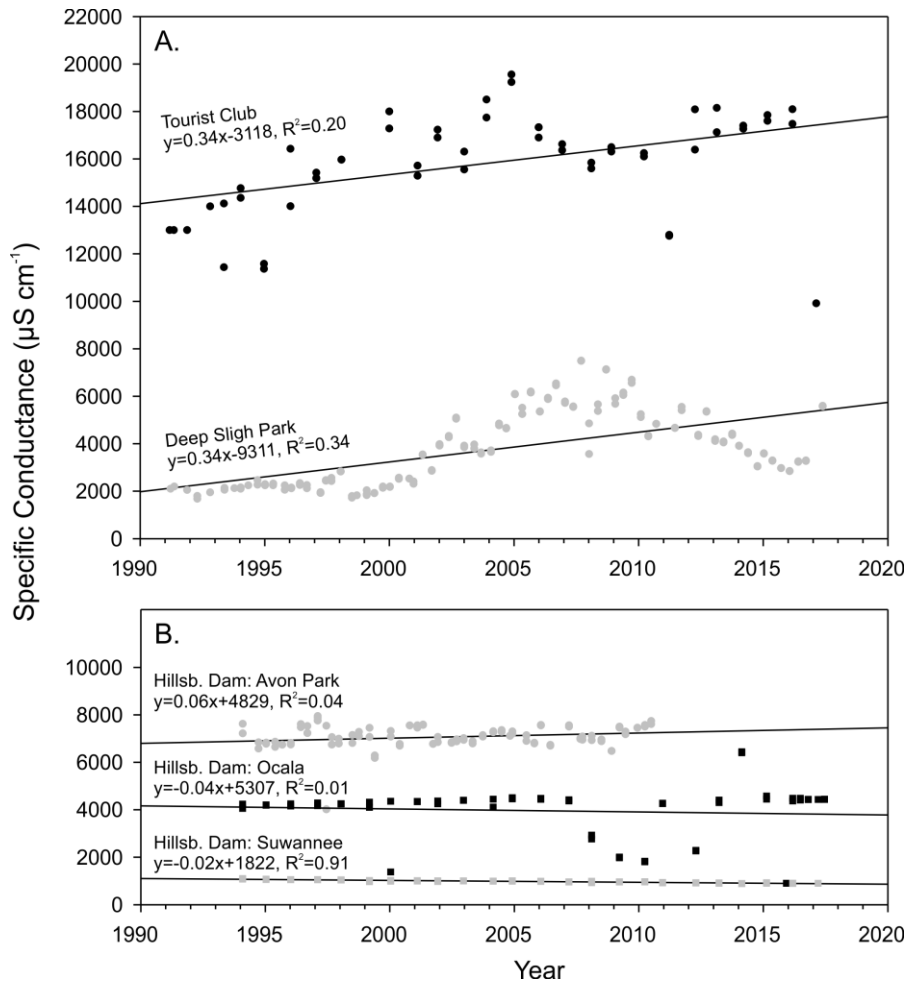 Specific Conductance (µS cm⁻¹)
A.
22000
20000
18000
16000
14000
12000
10000
8000
6000
4000
2000
0
Tourist Club
y=0.34x-3118, R²=0.20
Deep Sligh Park
y=0.34x-9311, R²=0.34
1990 1995 2000 2005 2010 2015 2020
B.
10000
8000
6000
4000
2000
0
Hillsb. Dam: Avon Park
y=0.06x+4829, R²=0.04
Hillsb. Dam: Ocala
y=-0.04x+5307, R²=0.01
Hillsb. Dam: Suwannee
y=-0.02x+1822, R²=0.91
1990 1995 2000 2005 2010 2015 2020
Year